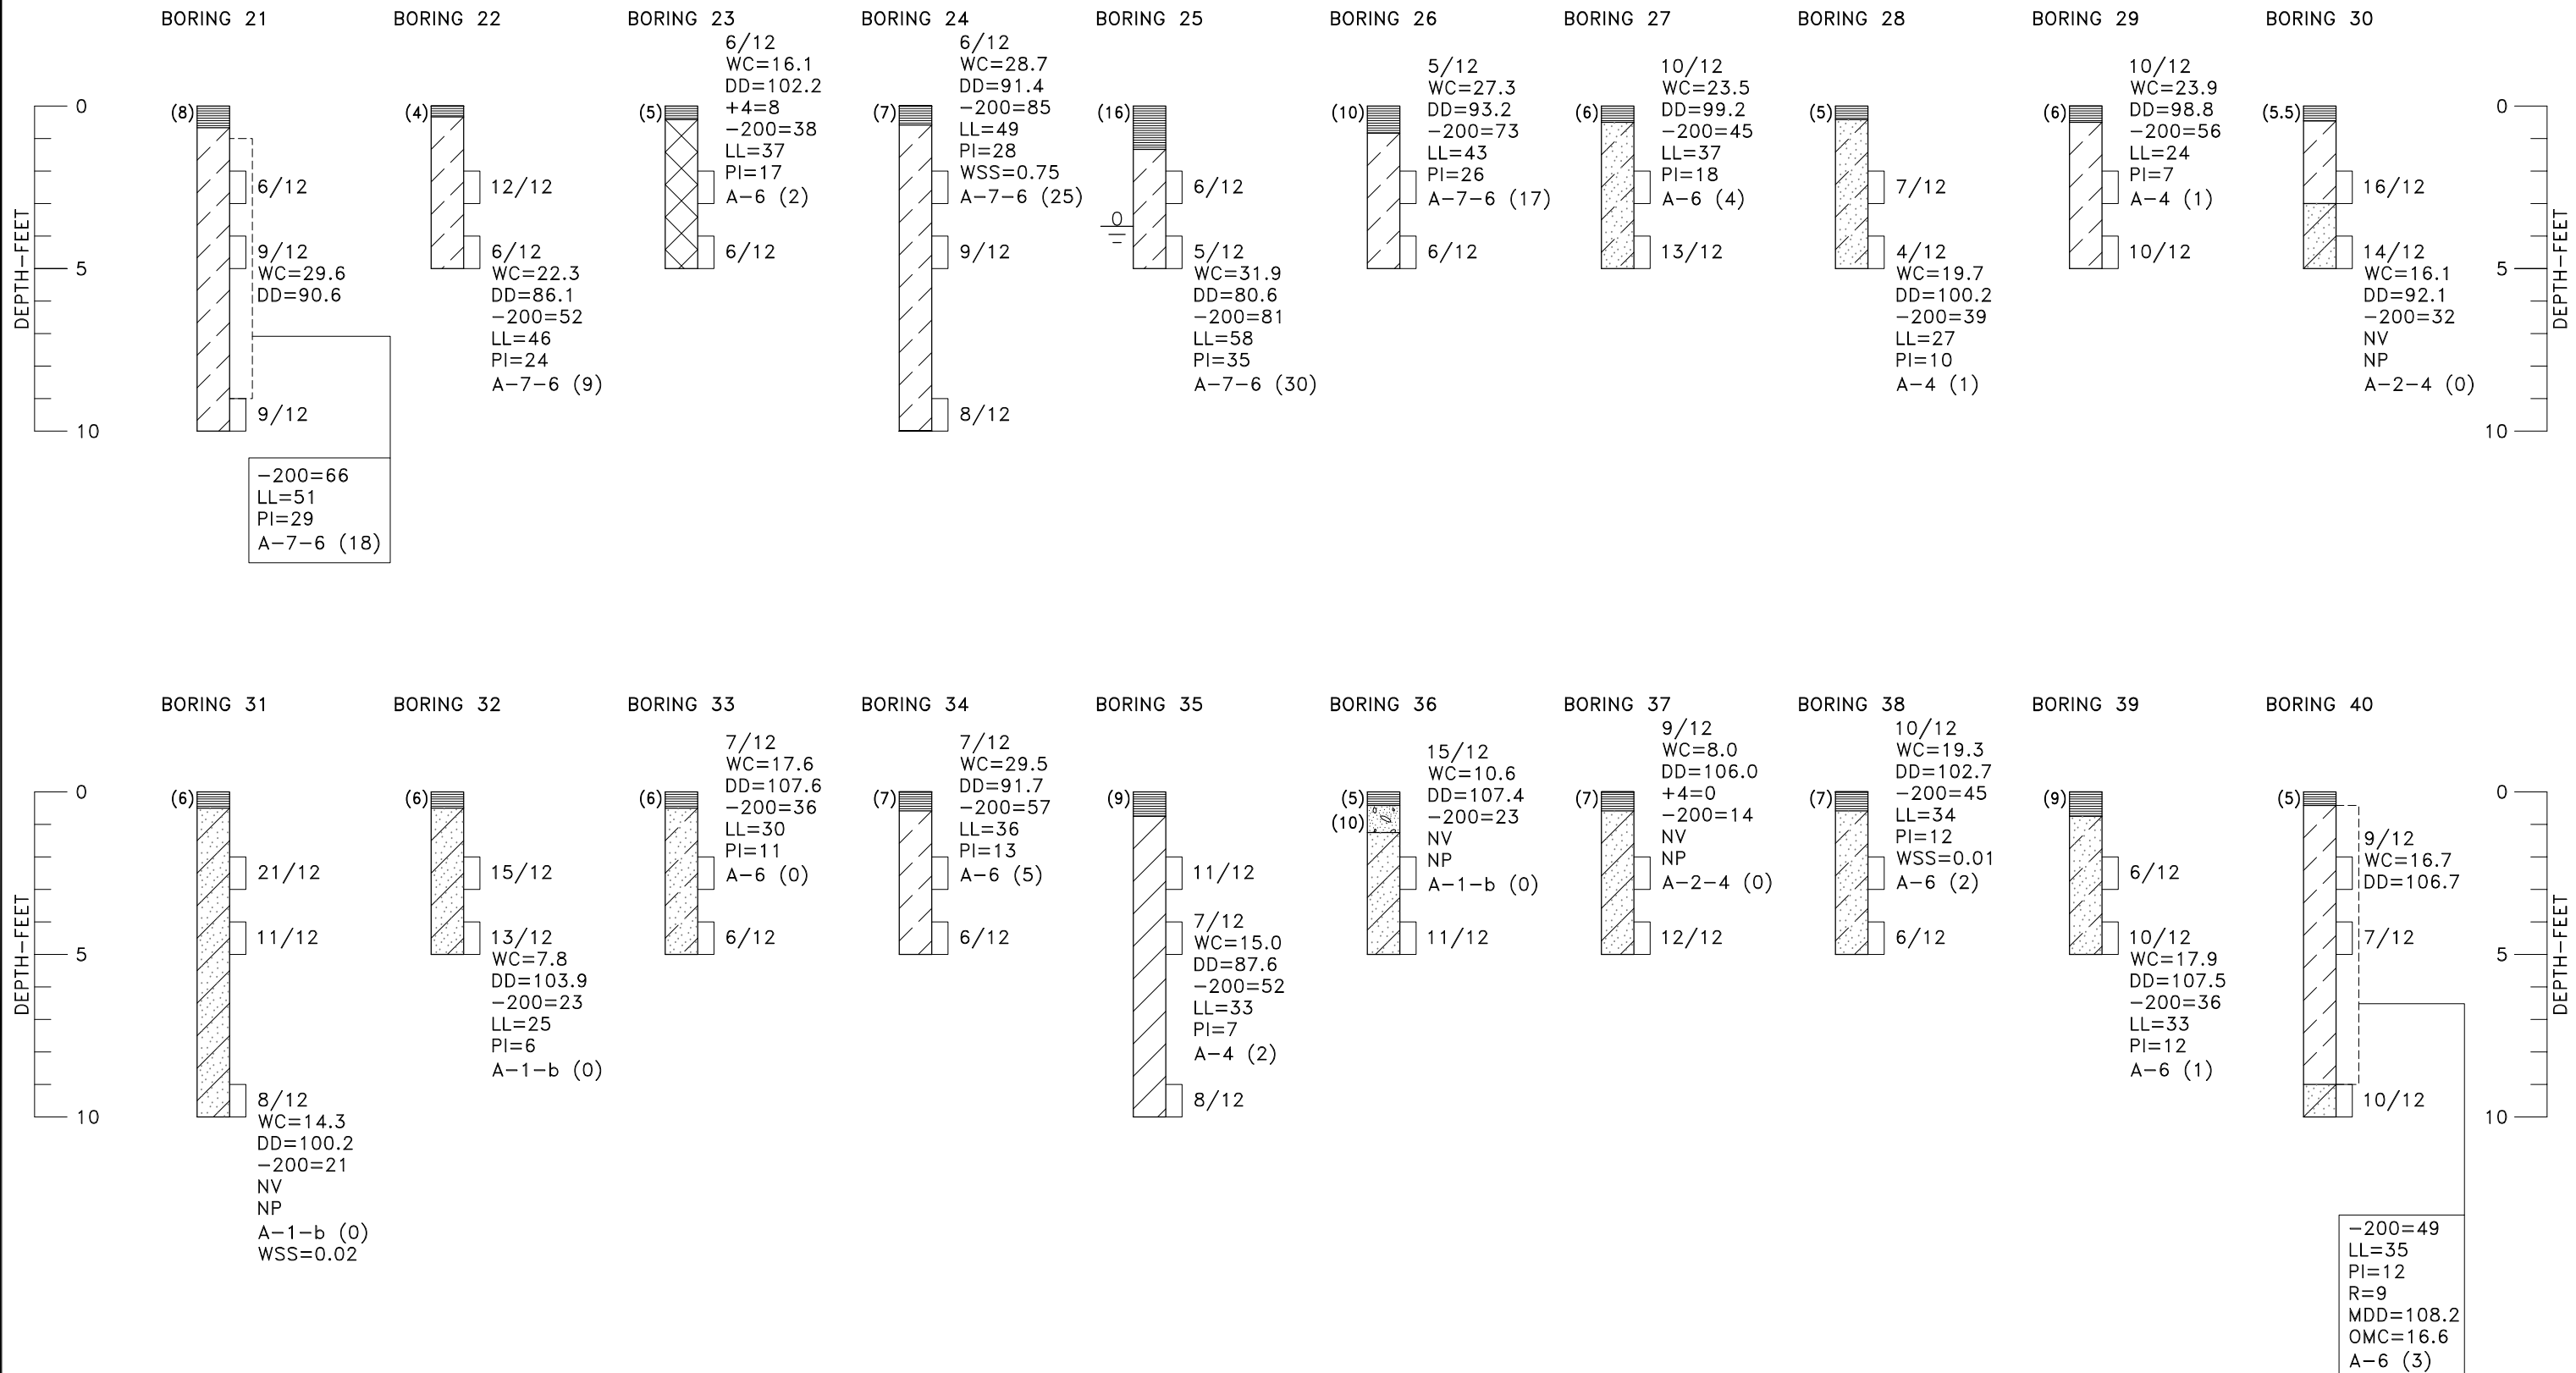 BORING 21
(8)
6/12
9/12
WC=29.6
DD=90.6
9/12
-200=66
LL=51
PI=29
A-7-6 (18)
BORING 22
(4)
12/12
6/12
WC=22.3
DD=86.1
-200=52
LL=46
PI=24
A-7-6 (9)
BORING 23
6/12
WC=16.1
DD=102.2
+4=8
-200=38
LL=37
PI=17
A-6 (2)
(5)
6/12
BORING 24
6/12
WC=28.7
DD=91.4
-200=85
LL=49
PI=28
WSS=0.75
A-7-6 (25)
(7)
9/12
8/12
BORING 25
(16)
6/12
0
5/12
WC=31.9
DD=80.6
-200=81
LL=58
PI=35
A-7-6 (30)
BORING 26
5/12
WC=27.3
DD=93.2
-200=73
LL=43
PI=26
A-7-6 (17)
(10)
6/12
BORING 27
10/12
WC=23.5
DD=99.2
-200=45
LL=37
PI=18
A-6 (4)
(6)
13/12
BORING 28
(5)
7/12
4/12
WC=19.7
DD=100.2
-200=39
LL=27
PI=10
A-4 (1)
BORING 29
10/12
WC=23.9
DD=98.8
-200=56
LL=24
PI=7
A-4 (1)
(6)
10/12
BORING 30
(5.5)
16/12
14/12
WC=16.1
DD=92.1
-200=32
NV
NP
A-2-4 (0)
0
5
10
DEPTH-FEET
0
5
10
DEPTH-FEET
BORING 31
(6)
21/12
11/12
8/12
WC=14.3
DD=100.2
-200=21
NV
NP
A-1-b (0)
WSS=0.02
BORING 32
(6)
15/12
13/12
WC=7.8
DD=103.9
-200=23
LL=25
PI=6
A-1-b (0)
BORING 33
7/12
WC=17.6
DD=107.6
-200=36
LL=30
PI=11
A-6 (0)
(6)
6/12
BORING 34
7/12
WC=29.5
DD=91.7
-200=57
LL=36
PI=13
A-6 (5)
(7)
6/12
BORING 35
(9)
11/12
7/12
WC=15.0
DD=87.6
-200=52
LL=33
PI=7
A-4 (2)
8/12
BORING 36
15/12
WC=10.6
DD=107.4
-200=23
NV
NP
A-1-b (0)
(5)
(10)
11/12
BORING 37
9/12
WC=8.0
DD=106.0
+4=0
-200=14
NV
NP
A-2-4 (0)
(7)
12/12
BORING 38
10/12
WC=19.3
DD=102.7
-200=45
LL=34
PI=12
WSS=0.01
A-6 (2)
(7)
6/12
BORING 39
(9)
6/12
10/12
WC=17.9
DD=107.5
-200=36
LL=33
PI=12
A-6 (1)
BORING 40
(5)
9/12
WC=16.7
DD=106.7
7/12
10/12
-200=49
LL=35
PI=12
R=9
MDD=108.2
OMC=16.6
A-6 (3)
0
5
10
DEPTH-FEET
0
5
10
DEPTH-FEET